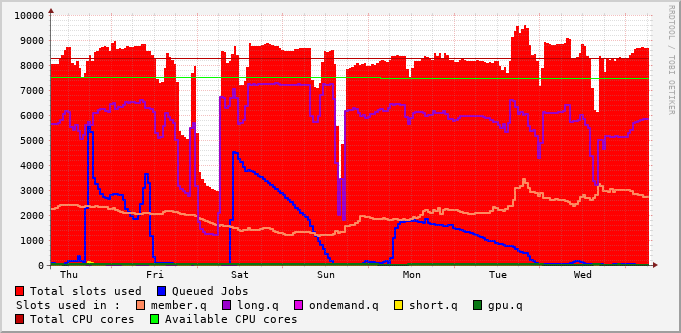 RRDTOOL / TOBI OETIKER
10000
9000
8000
7000
6000
5000
4000
3000
2000
1000
0
Thu Fri Sat Sun Mon Tue Wed
Total slots used Queued Jobs
Slots used in : member.q long.q ondemand.q short.q gpu.q
Total CPU cores Available CPU cores